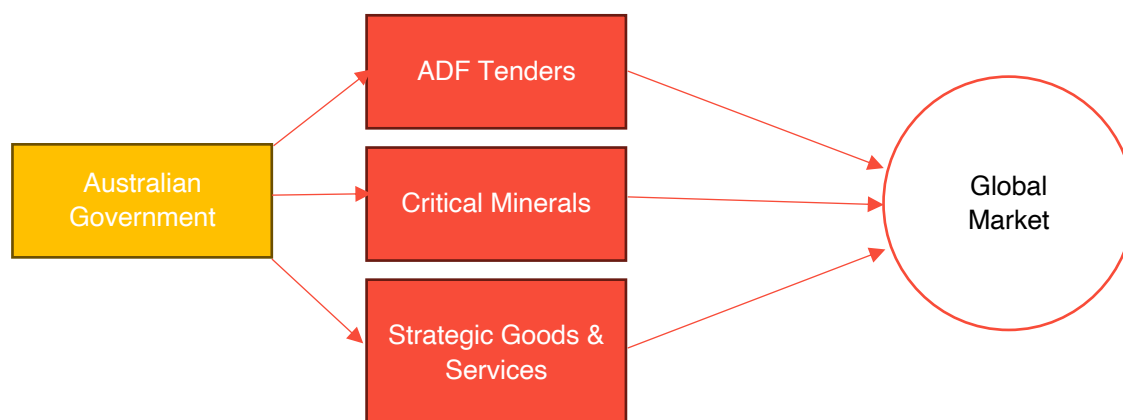 ADF Tenders
Australian
Government
Critical Minerals
Global
Market
Strategic Goods &
Services